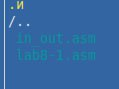 .и
/..
in_out.asm
lab8-1.asm